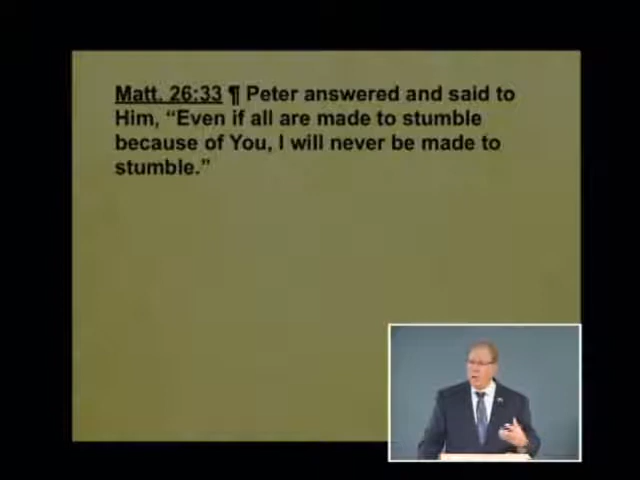 Matt. 26:33 ¶ Peter answered and said to
Him, “Even if all are made to stumble
because of You, I will never be made to
stumble.”